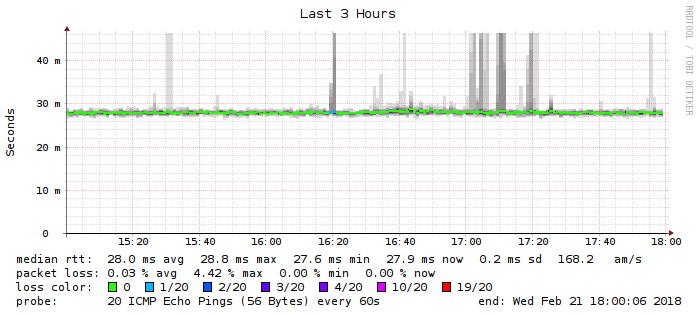 Last 3 Hours
RRDTOOL / TOBI OETIKER
Seconds
40 m
30 m
20 m
10 m
0
15:20 15:40 16:00 16:20 16:40 17:00 17:20 17:40 18:00
median rtt: 28.0 ms avg 28.8 ms max 27.6 ms min 27.9 ms now 0.2 ms sd 168.2 am/s
packet loss: 0.03 % avg 4.42 % max 0.00 % min 0.00 % now
loss color: 0 1/20 2/20 3/20 4/20 10/20 19/20
probe: 20 ICMP Echo Pings (56 Bytes) every 60s end: Wed Feb 21 18:00:06 2018